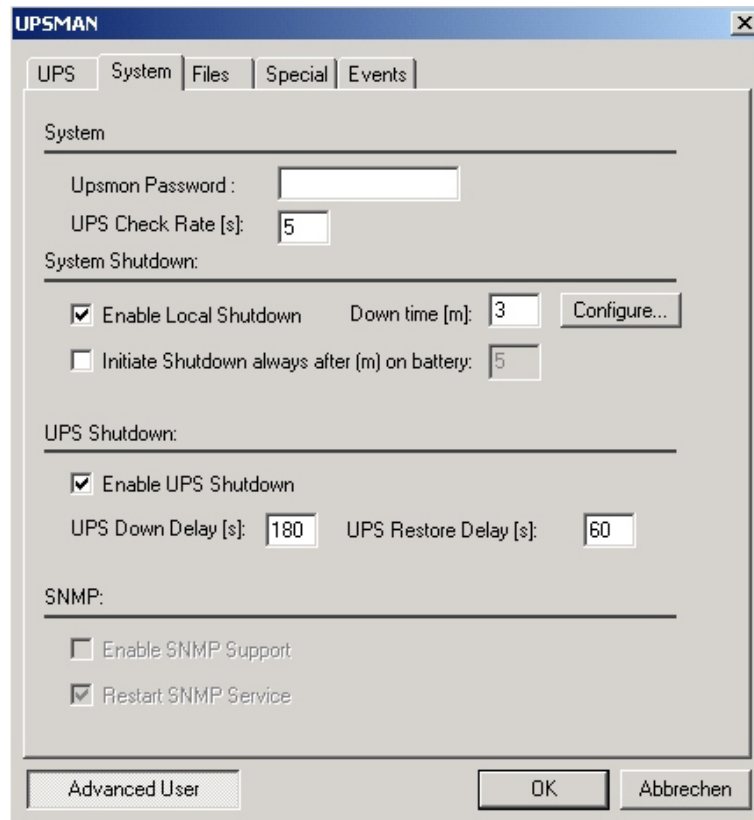 UPSMAN
UPS System Files Special Events
System
Upsmon Password :
UPS Check Rate [s]: 5
System Shutdown:
Enable Local Shutdown Down time [m]: 3 Configure...
Initiate Shutdown always after (m) on battery: 5
UPS Shutdown:
Enable UPS Shutdown
UPS Down Delay [s]: 180 UPS Restore Delay [s]: 60
SNMP:
Enable SNMP Support
Restart SNMP Service
Advanced User OK Abbrechen